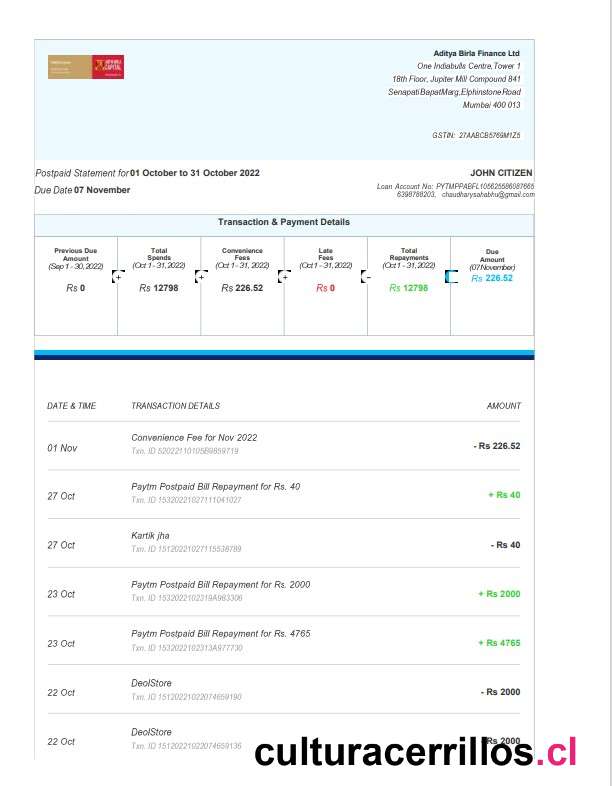 ADITYA BIRLA
CAPITAL
Aditya Birla Finance Ltd
One Indiabulls Centre,Tower 1
18th Floor, Jupiter Mill Compound 841
SenapatiBapatMarg,ElphinstoneRoad
Mumbai 400 013
GSTIN: 27AABCB5769M1Z5
Postpaid Statement for 01 October to 31 October 2022
JOHN CITIZEN
Due Date 07 November
Loan Account No: PYTMPPABFL105625586087665
6398788203, chaudharysahabhu@gmail.com
Transaction & Payment Details
Previous Due Amount (Sep 1 - 30, 2022) Rs 0
+
Total Spends (Oct 1 - 31, 2022) Rs 12798
+
Convenience Fees (Oct 1 - 31, 2022) Rs 226.52
+
Late Fees (Oct 1 - 31, 2022) Rs 0
-
Total Repayments (Oct 1 - 31, 2022) Rs 12798
Due Amount (07November) Rs 226.52
DATE & TIME TRANSACTION DETAILS AMOUNT
Convenience Fee for Nov 2022
01 Nov - Rs 226.52
Txn. ID 52022110105B9859719
Paytm Postpaid Bill Repayment for Rs. 40
27 Oct + Rs 40
Txn. ID 15320221027111041027
Kartik jha
27 Oct - Rs 40
Txn. ID 15120221027115538789
Paytm Postpaid Bill Repayment for Rs. 2000
23 Oct + Rs 2000
Txn. ID 1532022102319A983306
Paytm Postpaid Bill Repayment for Rs. 4765
23 Oct + Rs 4765
Txn. ID 1532022102313A977730
DeolStore
22 Oct - Rs 2000
Txn. ID 15120221022074659190
DeolStore
22 Oct Rs 2000
Txn. ID 15120221022074659136
culturacerrillos.cl